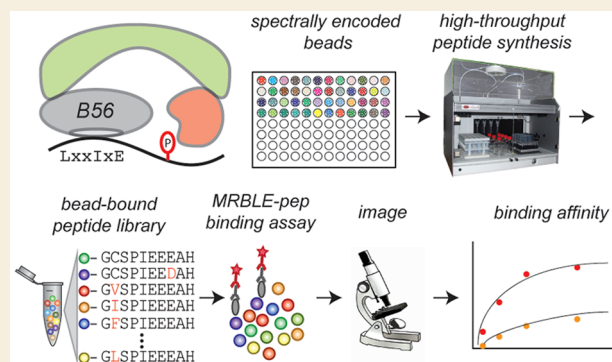 spectrally encoded
beads
high-throughput
peptide synthesis
B56
P
LxxIxE
bead-bound
peptide library
MRBLE-pep
binding assay
image
binding affinity
GCSPIEEEAH
GCSPIEEDAH
GVSPIEEEAH
GISPIEEEAH
GFSPIEEEAH
GLSPIEEEAH